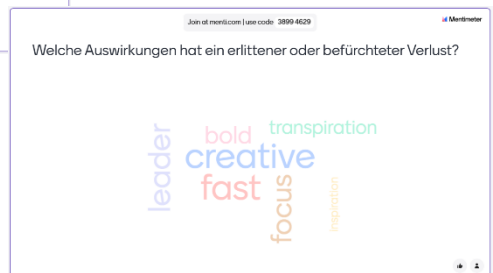 Join at menti.com | use code 3899 4629
Mentimeter
Welche Auswirkungen hat ein erlittener oder befürchteter Verlust?
transpiration
bold
leader
creative
fast
focus
inspiration